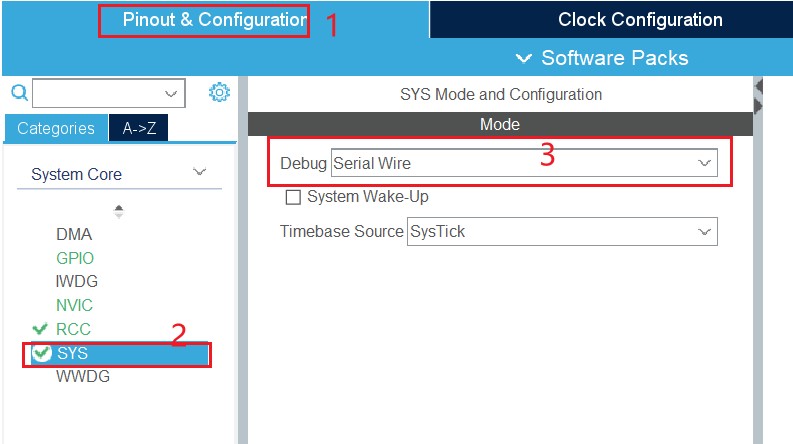 Pinout & Configuration 1 Clock Configuration
Software Packs
SYS Mode and Configuration
Categories A->Z
Mode
3
Debug Serial Wire
System Core
System Wake-Up
Timebase Source SysTick
DMA
GPIO
IWDG
NVIC
RCC
2
SYS
WWDG